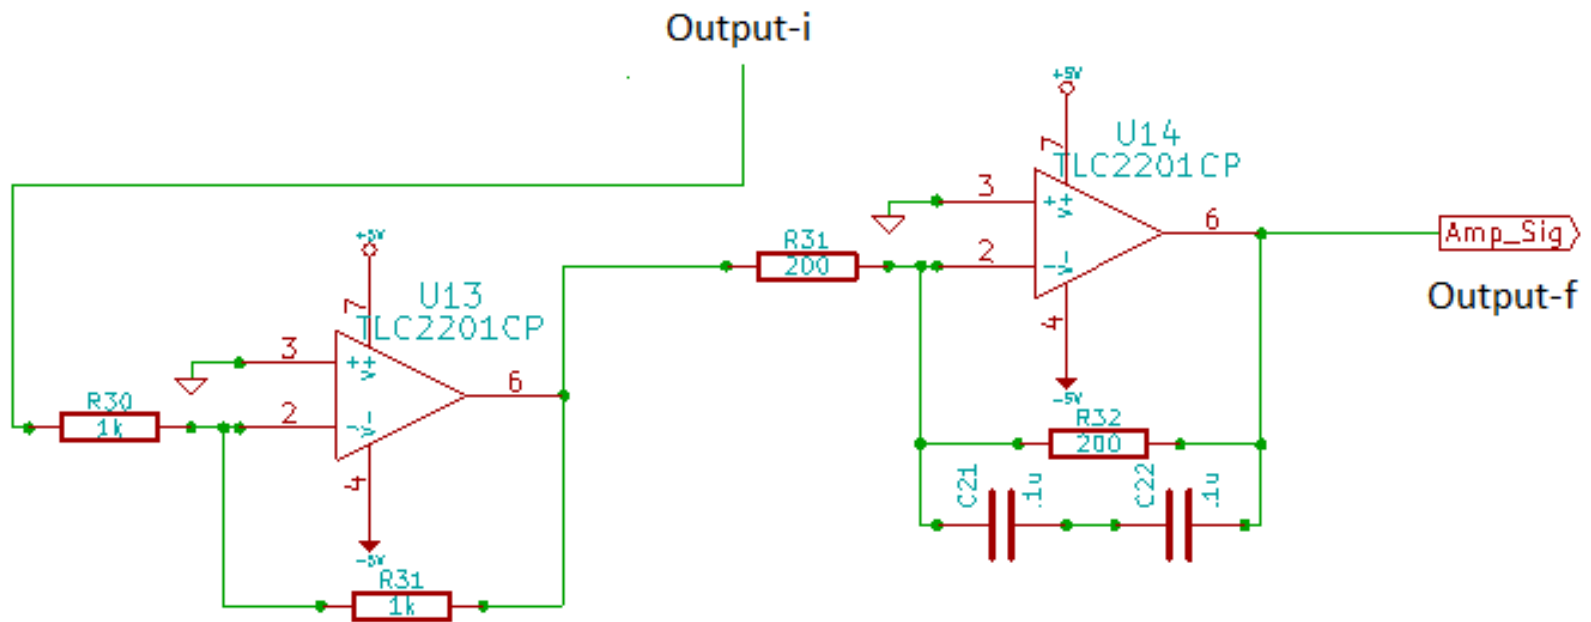 Output-i
+5V
U14
TLC2201CP
7
3
+
V+
6
Amp_Sig
2
-
V-
4
-5V
Output-f
R31
200
+5V
U13
TLC2201CP
7
3
+
V+
6
2
-
V-
4
-5V
R30
1k
R31
1k
R32
200
C21
.1u
C22
.1u